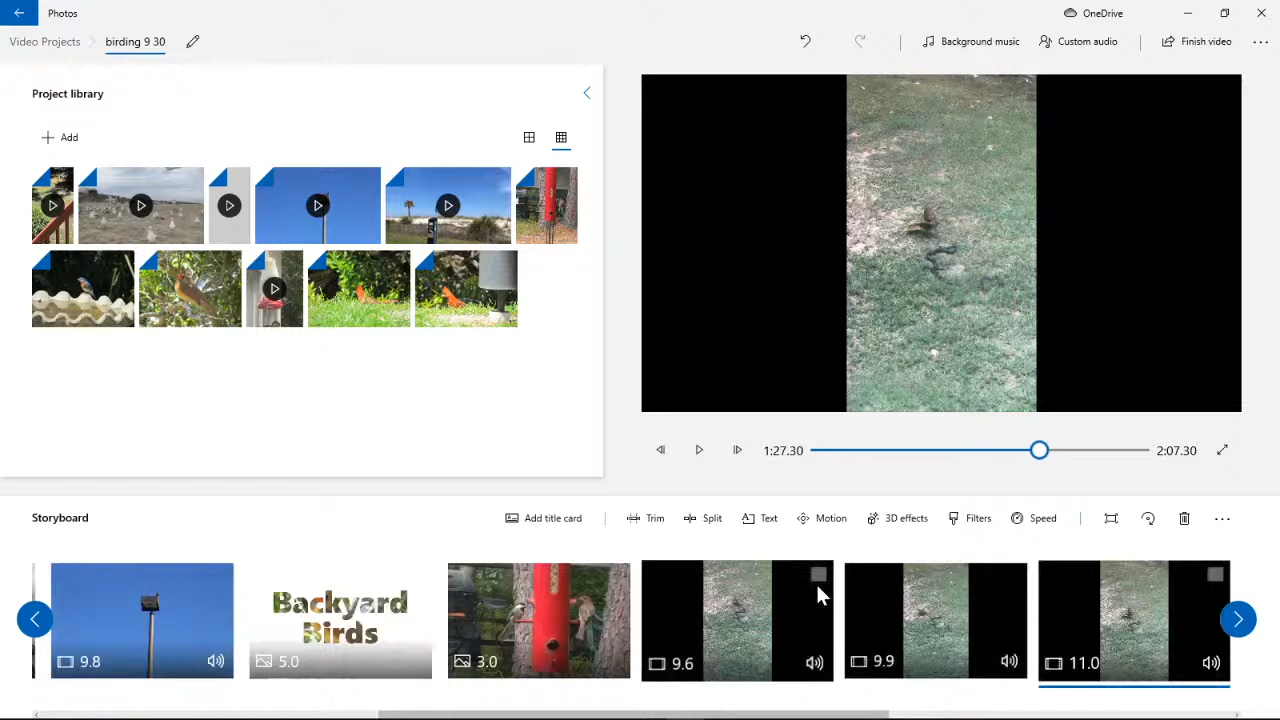 Photos
OneDrive
Video Projects
birding 9 30
Background music
Custom audio
Finish video
Project library
Add
1:27.30
2:07.30
Storyboard
Add title card
Trim
Split
Text
Motion
3D effects
Filters
Speed
9.8
Backyard
Birds
5.0
3.0
9.6
9.9
11.0